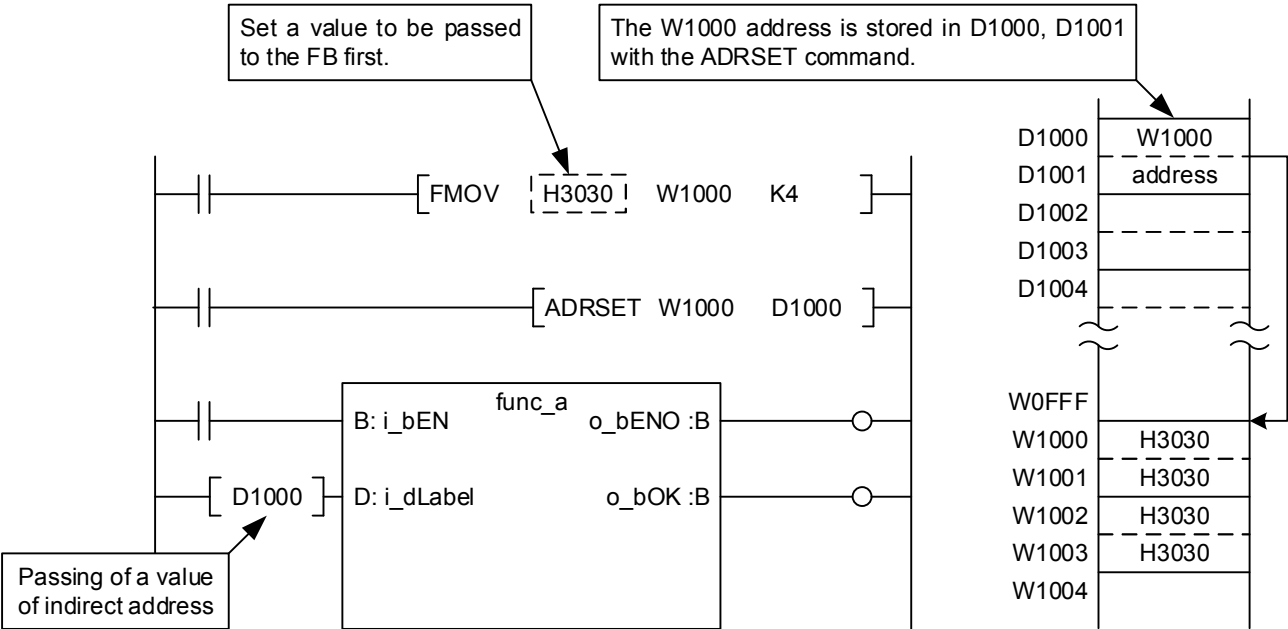 Set a value to be passed
to the FB first.
The W1000 address is stored in D1000, D1001
with the ADRSET command.
FMOV H3030 W1000 K4
ADRSET W1000 D1000
func_a
B: i_bEN o_bENO :B
D1000 D: i_dLabel o_bOK :B
Passing of a value
of indirect address
D1000 W1000
D1001 address
D1002
D1003
D1004
W0FFF
W1000 H3030
W1001 H3030
W1002 H3030
W1003 H3030
W1004